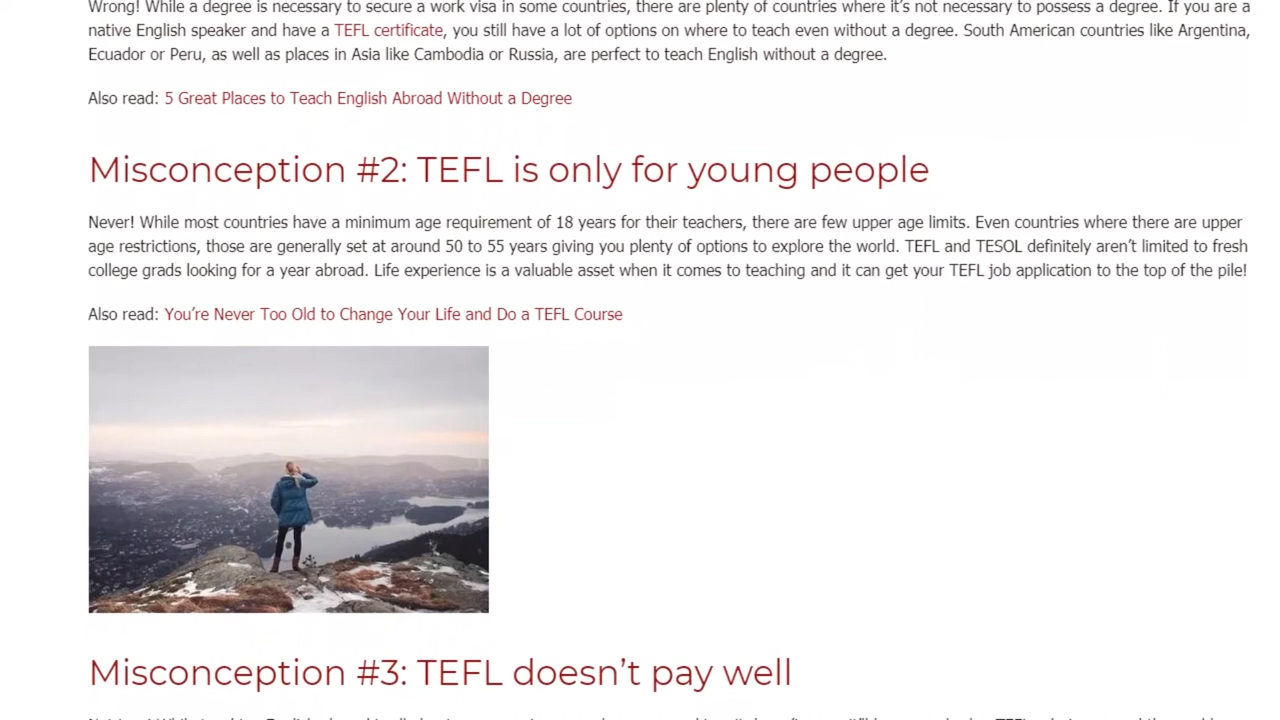 Wrong! While a degree is necessary to secure a work visa in some countries, there are plenty of countries where it's not necessary to possess a degree. If you are a
native English speaker and have a TEFL certificate, you still have a lot of options on where to teach even without a degree. South American countries like Argentina,
Ecuador or Peru, as well as places in Asia like Cambodia or Russia, are perfect to teach English without a degree.
Also read: 5 Great Places to Teach English Abroad Without a Degree
Misconception #2: TEFL is only for young people
Never! While most countries have a minimum age requirement of 18 years for their teachers, there are few upper age limits. Even countries where there are upper
age restrictions, those are generally set at around 50 to 55 years giving you plenty of options to explore the world. TEFL and TESOL definitely aren't limited to fresh
college grads looking for a year abroad. Life experience is a valuable asset when it comes to teaching and it can get your TEFL job application to the top of the pile!
Also read: You're Never Too Old to Change Your Life and Do a TEFL Course
Misconception #3: TEFL doesn't pay well